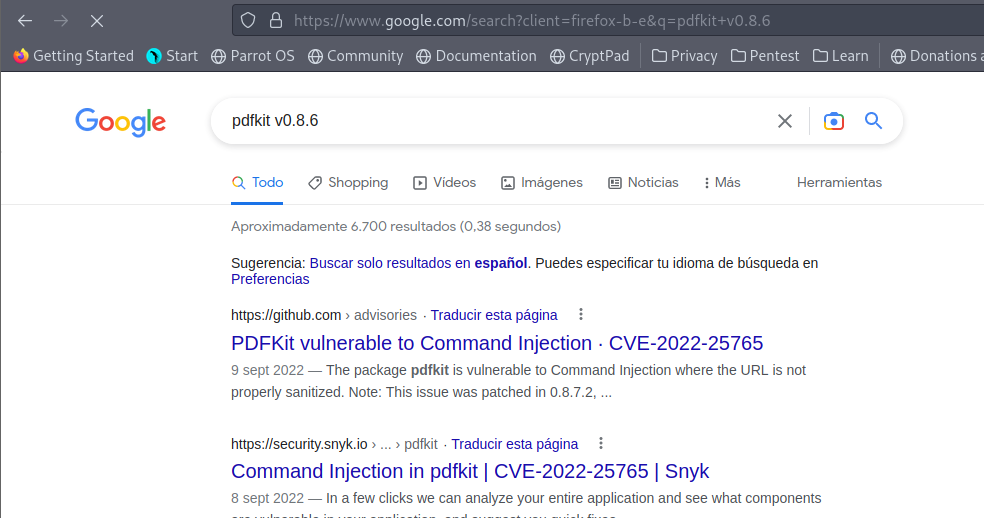 https://www.google.com/search?client=firefox-b-e&q=pdfkit+v0.8.6
Getting Started Start Parrot OS Community Documentation CryptPad Privacy Pentest Learn Donations a
Google pdfkit v0.8.6
Todo Shopping Vídeos Imágenes Noticias Más Herramientas
Aproximadamente 6.700 resultados (0,38 segundos)
Sugerencia: Buscar solo resultados en español. Puedes especificar tu idioma de búsqueda en
Preferencias
https://github.com › advisories · Traducir esta página
PDFKit vulnerable to Command Injection · CVE-2022-25765
9 sept 2022 — The package pdfkit is vulnerable to Command Injection where the URL is not
properly sanitized. Note: This issue was patched in 0.8.7.2, ...
https://security.snyk.io › ... › pdfkit · Traducir esta página
Command Injection in pdfkit | CVE-2022-25765 | Snyk
8 sept 2022 — In a few clicks we can analyze your entire application and see what components